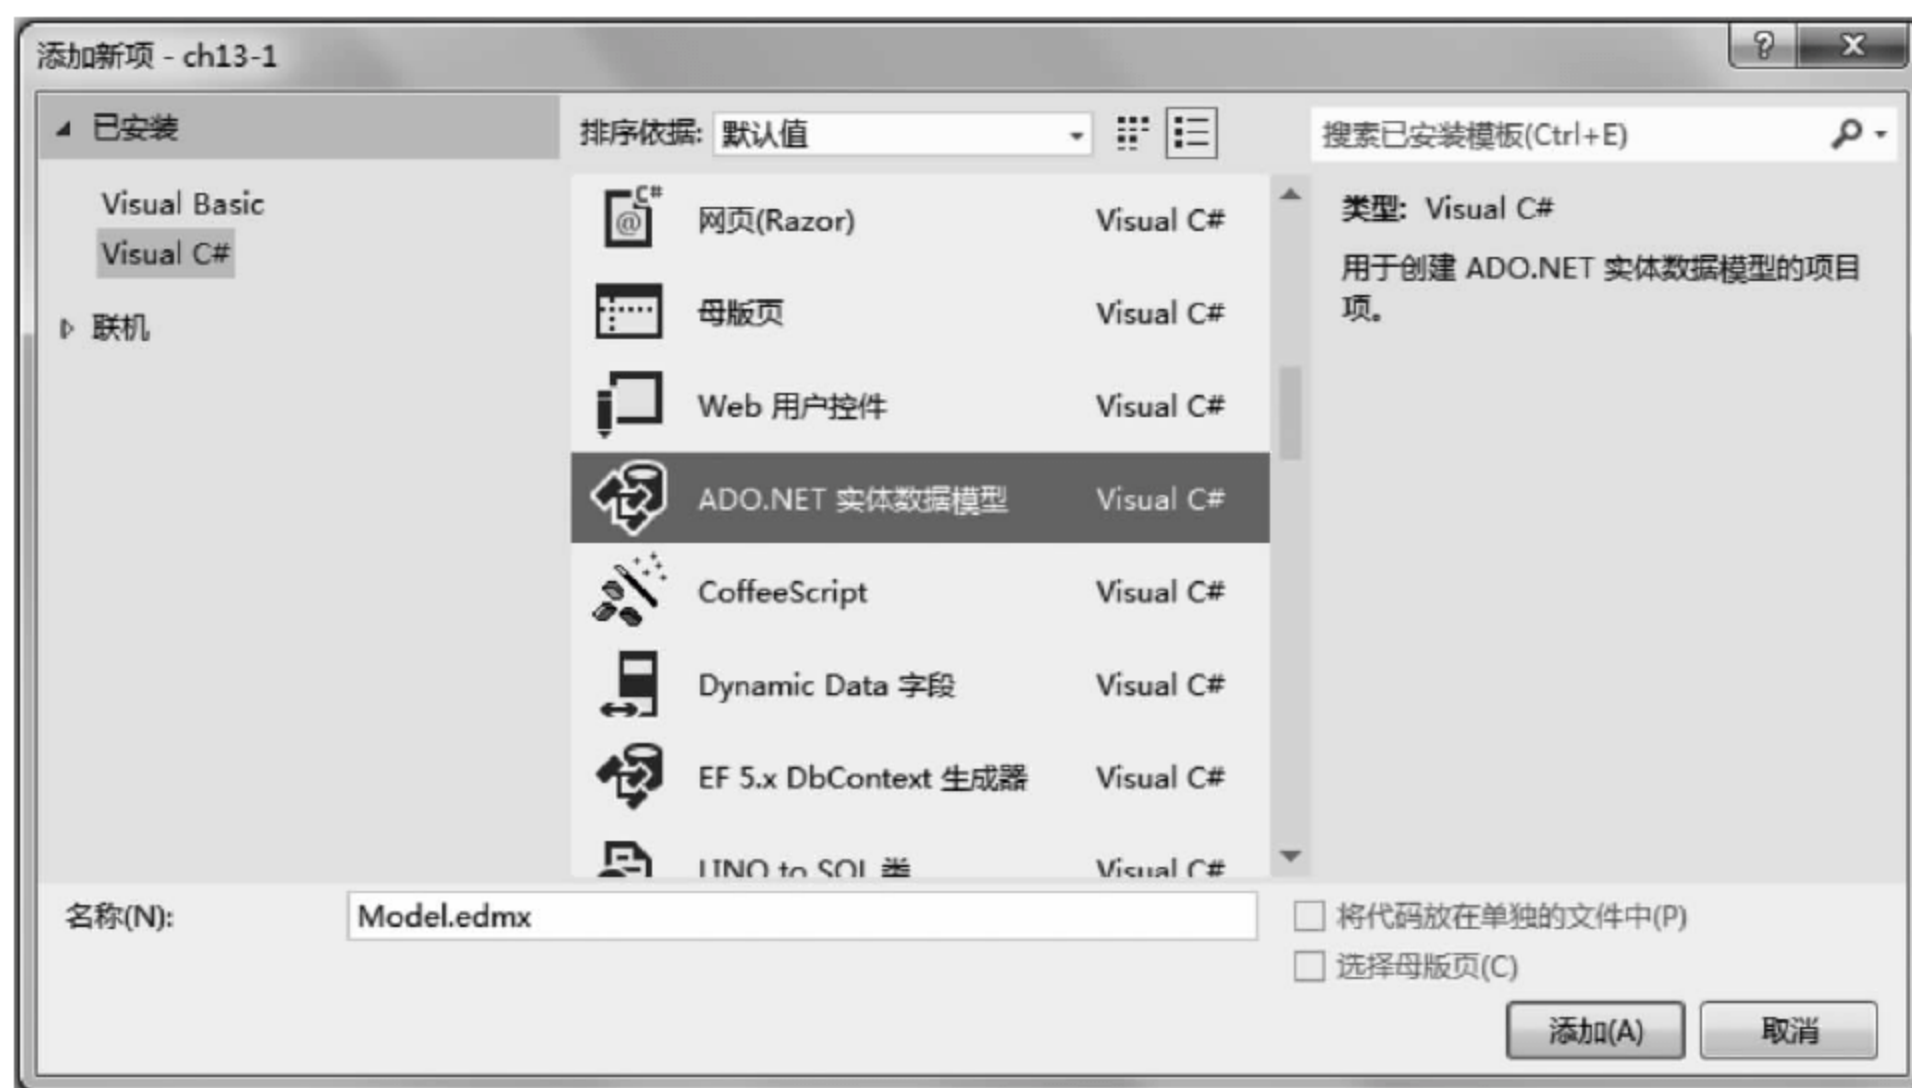 添加新项 - ch13-1
已安装
Visual Basic
Visual C#
联机
排序依据: 默认值
搜索已安装模板(Ctrl+E)
网页(Razor) Visual C#
母版页 Visual C#
Web 用户控件 Visual C#
ADO.NET 实体数据模型 Visual C#
CoffeeScript Visual C#
Dynamic Data 字段 Visual C#
EF 5.x DbContext 生成器 Visual C#
LINQ to SQL 类 Visual C#
类型: Visual C#
用于创建 ADO.NET 实体数据模型的项目
项。
名称(N): Model.edmx
将代码放在单独的文件中(P)
选择母版页(C)
添加(A) 取消